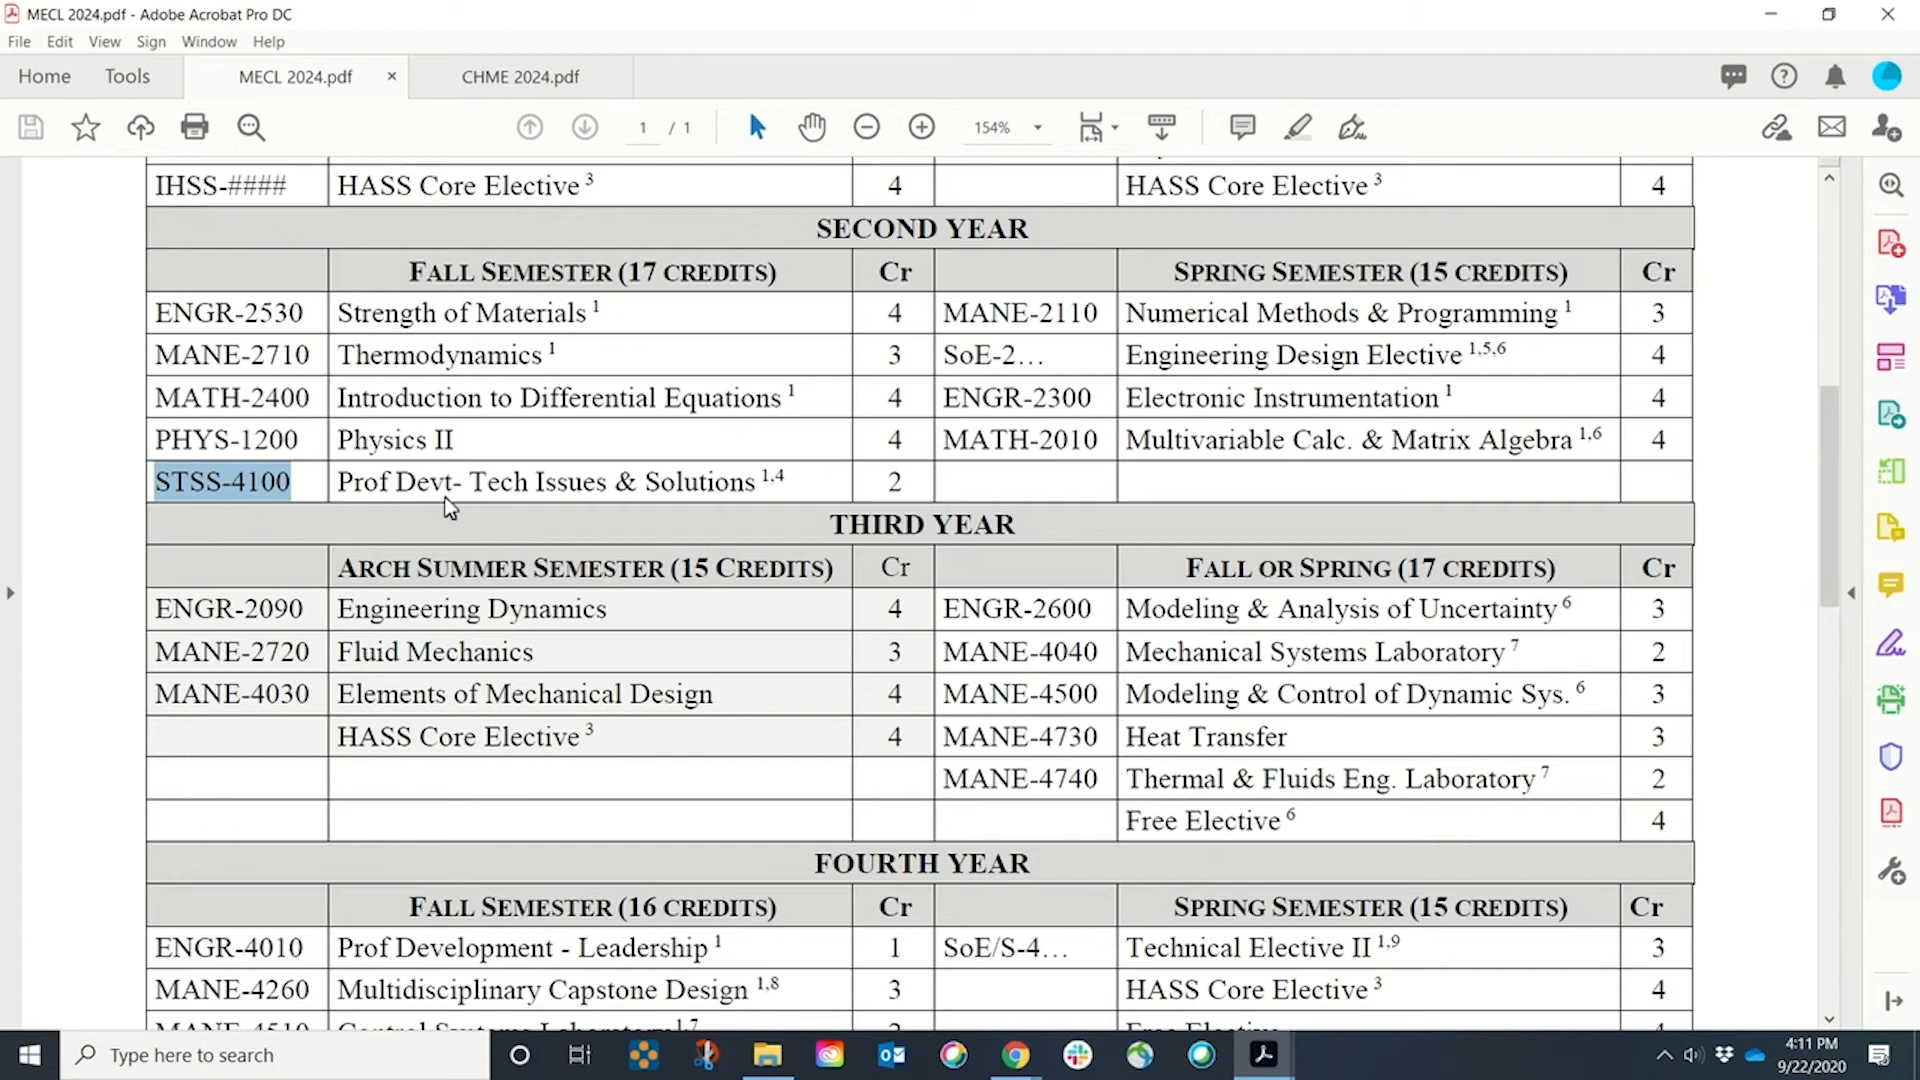 MECL 2024.pdf - Adobe Acrobat Pro DC
File Edit View Sign Window Help
Home Tools MECL 2024.pdf × CHME 2024.pdf
1 / 1 154%
IHSS-#### HASS Core Elective 3 4 HASS Core Elective 3 4
SECOND YEAR
FALL SEMESTER (17 CREDITS) Cr SPRING SEMESTER (15 CREDITS) Cr
ENGR-2530 Strength of Materials 1 4 MANE-2110 Numerical Methods & Programming 1 3
MANE-2710 Thermodynamics 1 3 SoE-2… Engineering Design Elective 1,5,6 4
MATH-2400 Introduction to Differential Equations 1 4 ENGR-2300 Electronic Instrumentation 1 4
PHYS-1200 Physics II 4 MATH-2010 Multivariable Calc. & Matrix Algebra 1,6 4
STSS-4100 Prof Devt- Tech Issues & Solutions 1,4 2
THIRD YEAR
ARCH SUMMER SEMESTER (15 CREDITS) Cr FALL OR SPRING (17 CREDITS) Cr
ENGR-2090 Engineering Dynamics 4 ENGR-2600 Modeling & Analysis of Uncertainty 6 3
MANE-2720 Fluid Mechanics 3 MANE-4040 Mechanical Systems Laboratory 7 2
MANE-4030 Elements of Mechanical Design 4 MANE-4500 Modeling & Control of Dynamic Sys. 6 3
HASS Core Elective 3 4 MANE-4730 Heat Transfer 3
MANE-4740 Thermal & Fluids Eng. Laboratory 7 2
Free Elective 6 4
FOURTH YEAR
FALL SEMESTER (16 CREDITS) Cr SPRING SEMESTER (15 CREDITS) Cr
ENGR-4010 Prof Development - Leadership 1 1 SoE/S-4… Technical Elective II 1,9 3
MANE-4260 Multidisciplinary Capstone Design 1,8 3 HASS Core Elective 3 4
Type here to search
4:11 PM
9/22/2020